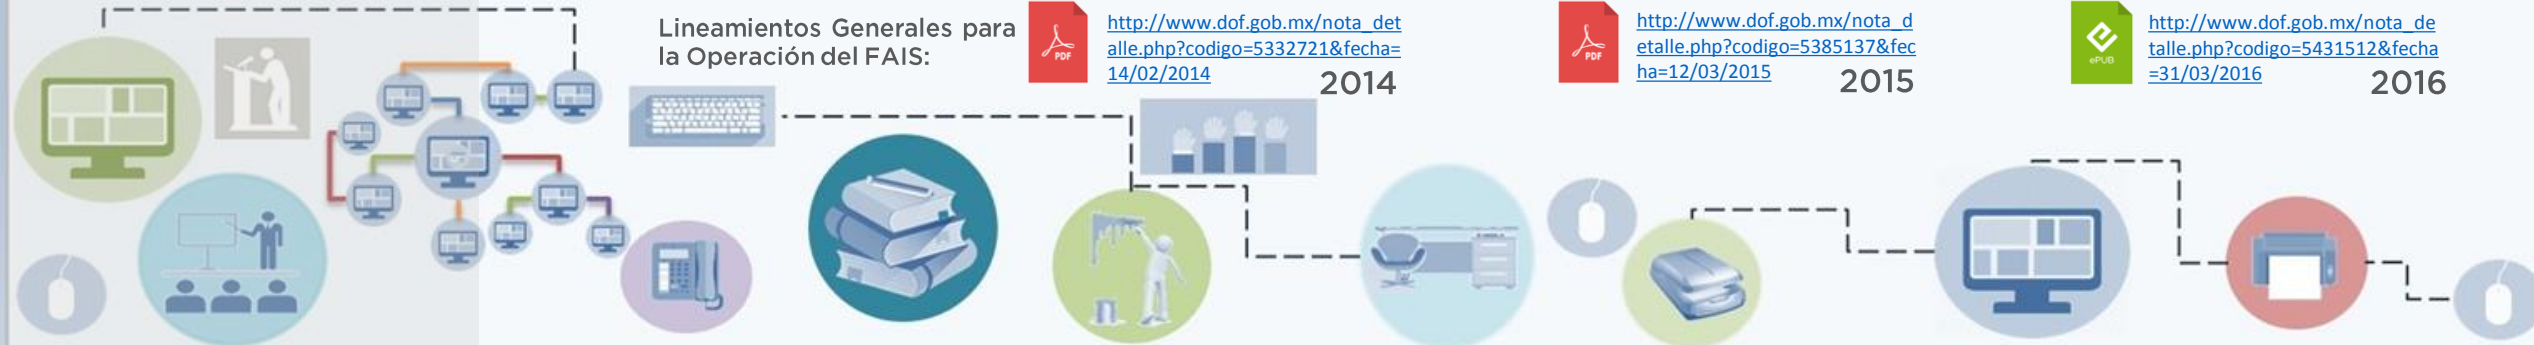 Lineamientos Generales para
la Operación del FAIS:
PDF
http://www.dof.gob.mx/nota_det
alle.php?codigo=5332721&fecha=
14/02/2014
2014
PDF
http://www.dof.gob.mx/nota_d
etalle.php?codigo=5385137&fec
ha=12/03/2015
2015
ePUB
http://www.dof.gob.mx/nota_de
talle.php?codigo=5431512&fecha
=31/03/2016
2016